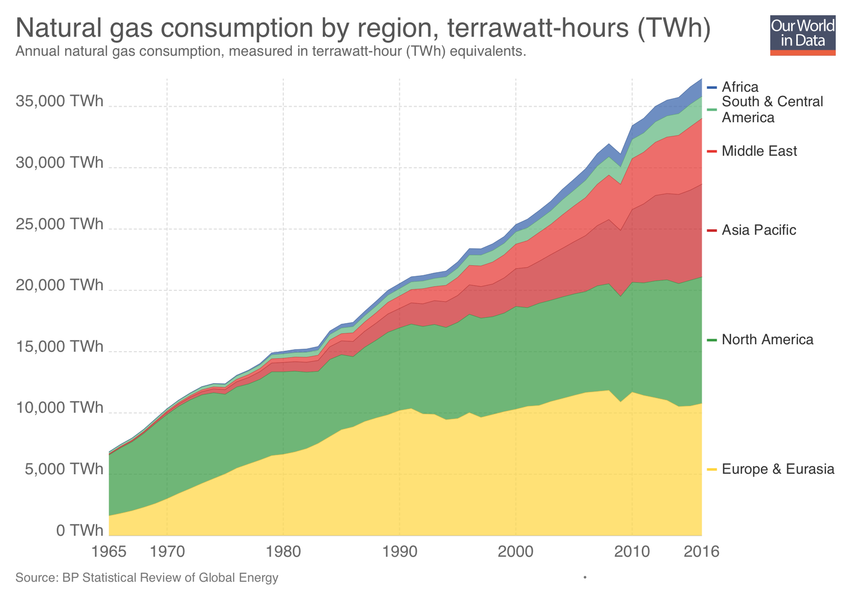 Natural gas consumption by region, terrawatt-hours (TWh)
Annual natural gas consumption, measured in terrawatt-hour (TWh) equivalents.
Our World
in Data
35,000 TWh
30,000 TWh
25,000 TWh
20,000 TWh
15,000 TWh
10,000 TWh
5,000 TWh
0 TWh
Africa
South & Central
America
Middle East
Asia Pacific
North America
Europe & Eurasia
1965 1970 1980 1990 2000 2010 2016
Source: BP Statistical Review of Global Energy